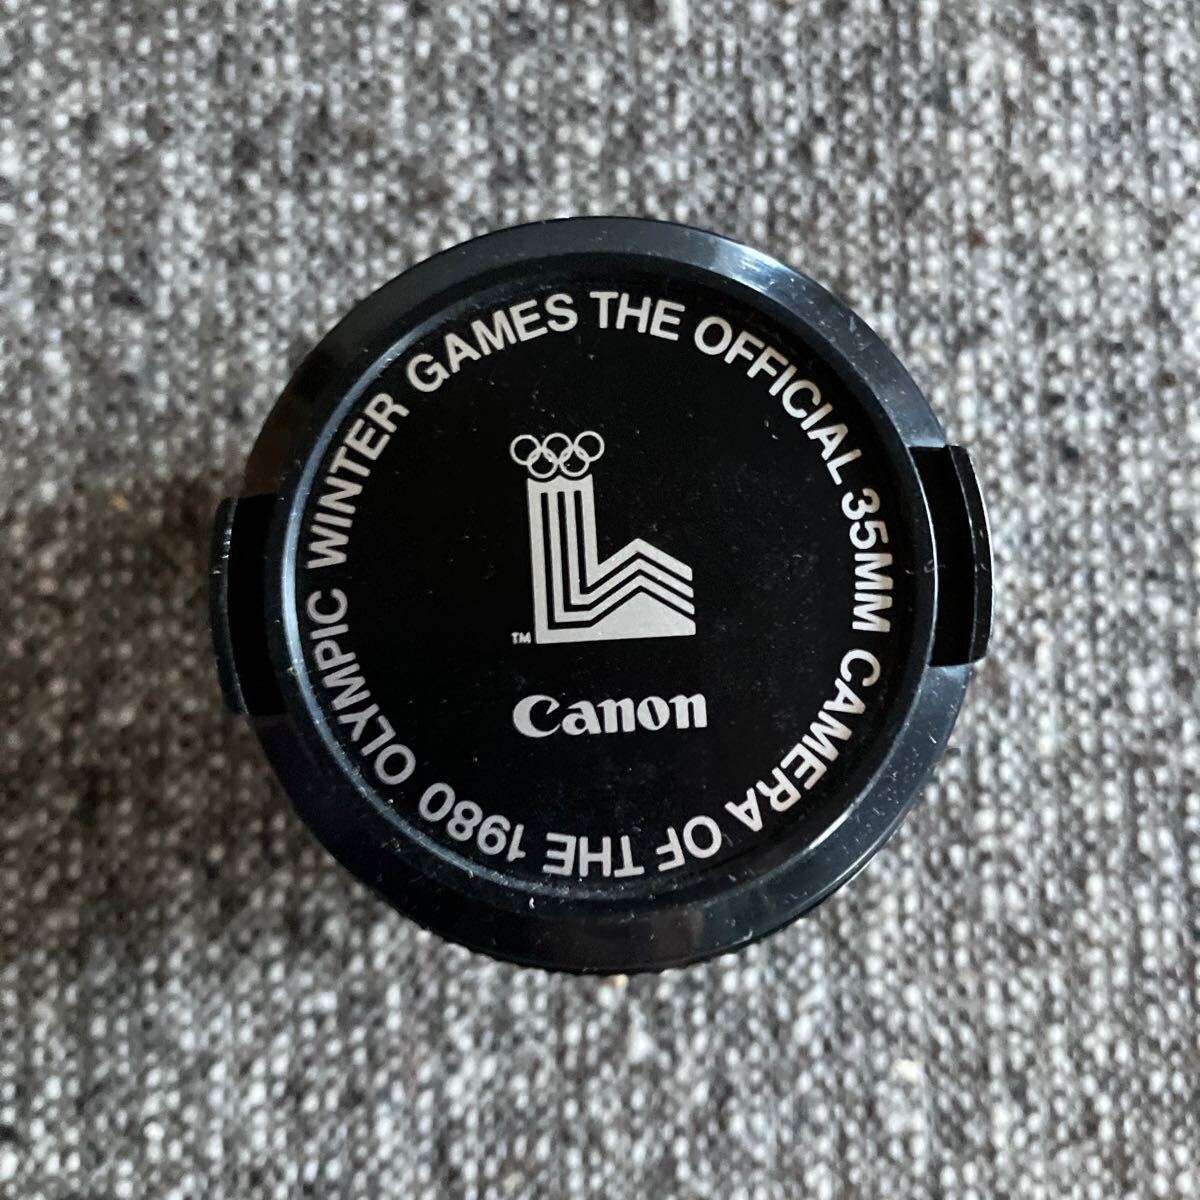 THE OFFICIAL 35MM CAMERA OF THE 1980 OLYMPIC WINTER GAMES
TM
Canon